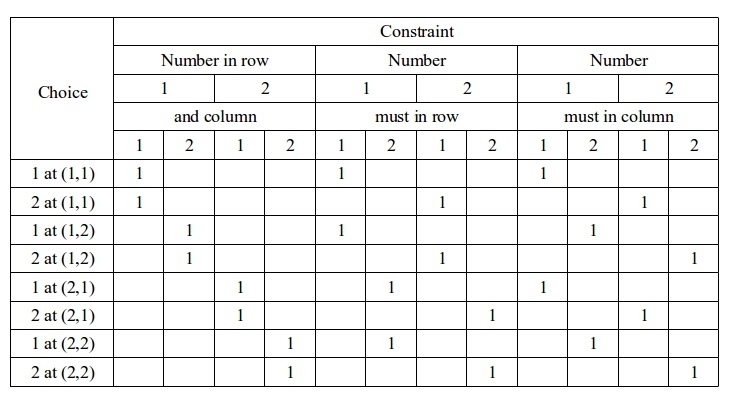 Constraint
Number in row Number Number
Choice 1 2 1 2 1 2
and column must in row must in column
1 2 1 2 1 2 1 2 1 2 1 2
1 at (1,1) 1 1 1
2 at (1,1) 1 1 1
1 at (1,2) 1 1 1
2 at (1,2) 1 1 1
1 at (2,1) 1 1 1
2 at (2,1) 1 1 1
1 at (2,2) 1 1 1
2 at (2,2) 1 1 1